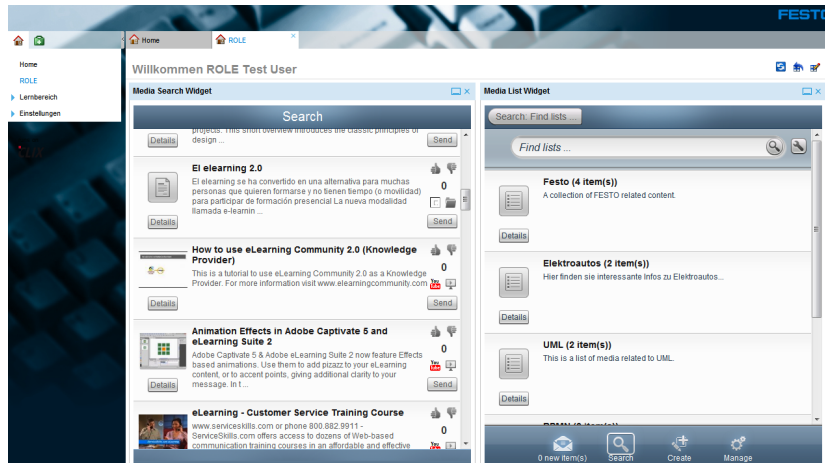 FESTO
Home
ROLE
Home
ROLE
Lernbereich
Einstellungen
CLIX
Willkommen ROLE Test User
Media Search Widget
Search
projects. This short overview introduces the classic principles of
design ...
Details
Send
El elearning 2.0
El elearning se ha convertido en una alternativa para muchas
personas que quieren formarse y no tienen tiempo (o movilidad)
para participar de formación presencial La nueva modalidad
llamada e-learnin ...
0
Details
Send
How to use eLearning Community 2.0 (Knowledge
Provider)
This is a tutorial to use eLearning Community 2.0 as a Knowledge
Provider. For more information visit www.elearningcommunity.com
0
You Tube
Details
Send
Animation Effects in Adobe Captivate 5 and
eLearning Suite 2
Adobe Captivate 5 & Adobe eLearning Suite 2 now feature Effects
based animations. Use them to add pizazz to your eLearning
content, or to accent points, giving additional clarity to your
message. In t...
0
You Tube
Details
Send
eLearning - Customer Service Training Course
www.serviceskills.com or phone 800.882.9911 -
ServiceSkills.com offers access to dozens of Web-based
communication training courses in an affordable and effective
0
You
Media List Widget
Search: Find lists ...
Find lists ...
Festo (4 item(s))
A collection of FESTO related content.
Details
Elektroautos (2 item(s))
Hier finden sie interessante Infos zu Elektroautos...
Details
UML (2 item(s))
This is a list of media related to UML.
Details
0 new item(s)
Search
Create
Manage